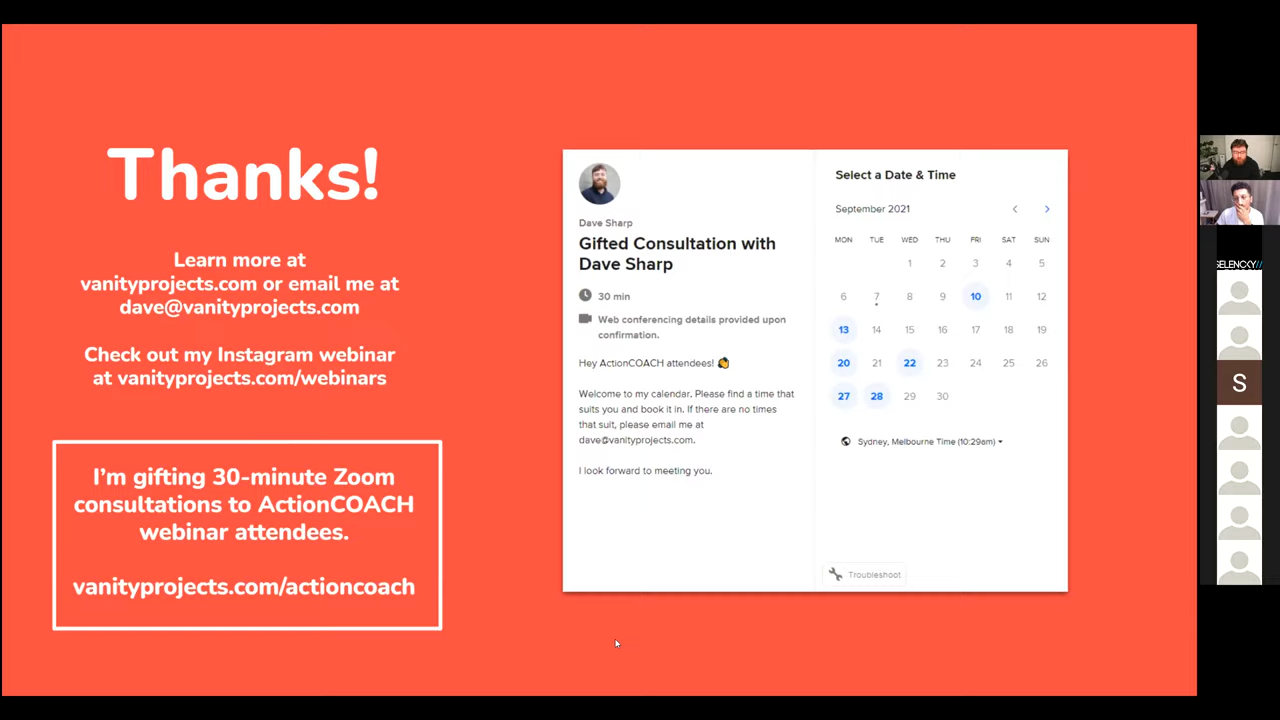 Thanks!
Learn more at
vanityprojects.com or email me at
dave@vanityprojects.com
Check out my Instagram webinar
at vanityprojects.com/webinars
I'm gifting 30-minute Zoom
consultations to ActionCOACH
webinar attendees.
vanityprojects.com/actioncoach
Dave Sharp
Gifted Consultation with
Dave Sharp
30 min
Web conferencing details provided upon
confirmation.
Hey ActionCOACH attendees! 👏
Welcome to my calendar. Please find a time that
suits you and book it in. If there are no times
that suit, please email me at
dave@vanityprojects.com.
I look forward to meeting you.
Select a Date & Time
September 2021
MON TUE WED THU FRI SAT SUN
1 2 3 4 5
6 7 8 9 10 11 12
13 14 15 16 17 18 19
20 21 22 23 24 25 26
27 28 29 30
Sydney, Melbourne Time (10:29am)
Troubleshoot
SELENCKY//
S